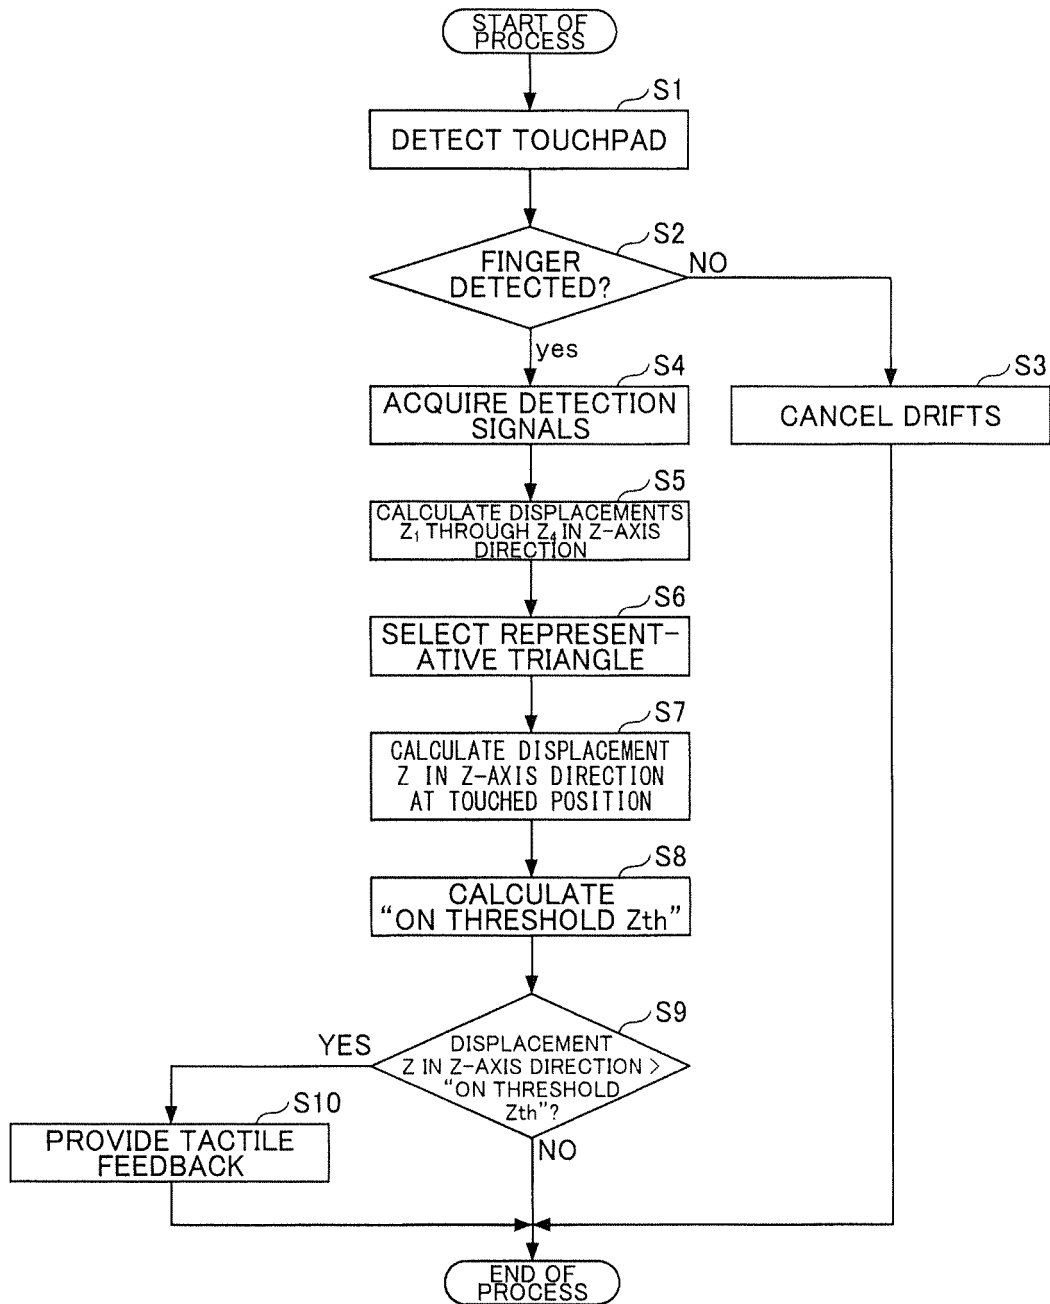 START OF
PROCESS
S1
DETECT TOUCHPAD
S2
FINGER
DETECTED?
NO
yes
S4
ACQUIRE DETECTION
SIGNALS
S3
CANCEL DRIFTS
S5
CALCULATE DISPLACEMENTS
Z₁ THROUGH Z₄ IN Z-AXIS
DIRECTION
S6
SELECT REPRESENT-
ATIVE TRIANGLE
S7
CALCULATE DISPLACEMENT
Z IN Z-AXIS DIRECTION
AT TOUCHED POSITION
S8
CALCULATE
“ON THRESHOLD Zth”
S9
DISPLACEMENT
Z IN Z-AXIS DIRECTION >
“ON THRESHOLD
Zth”?
YES
NO
S10
PROVIDE TACTILE
FEEDBACK
END OF
PROCESS